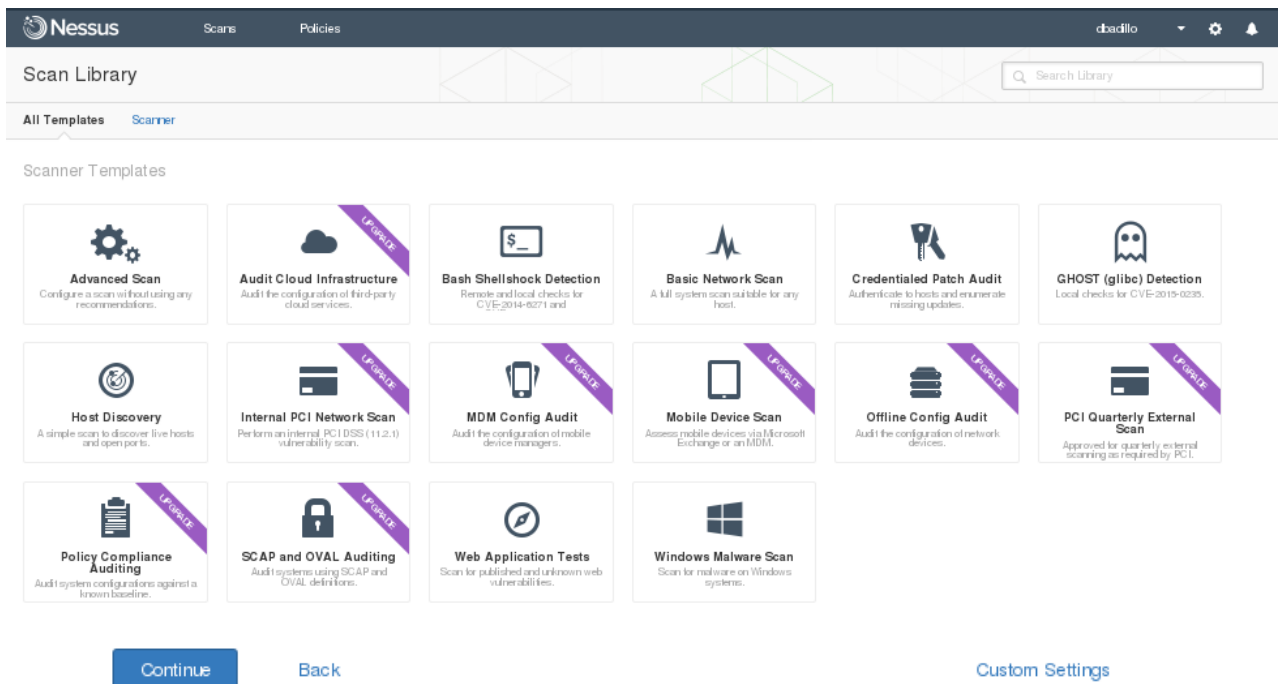 Nessus Scans Policies dbadillo
Scan Library Search Library
All Templates Scanner
Scanner Templates
Advanced Scan
Configure a scan without using any
recommendations.
UPGRADE
Audit Cloud Infrastructure
Audit the configuration of third-party
cloud services.
$_
Bash Shellshock Detection
Remote and local checks for
CVE-2014-6271 and
Basic Network Scan
A full system scan suitable for any
host.
Credentialed Patch Audit
Authenticate to hosts and enumerate
missing updates.
GHOST (glibc) Detection
Local checks for CVE-2015-0235.
Host Discovery
A simple scan to discover live hosts
and open ports.
UPGRADE
Internal PCI Network Scan
Perform an internal PCI DSS (11.2.1)
vulnerability scan.
UPGRADE
MDM Config Audit
Audit the configuration of mobile
device managers.
UPGRADE
Mobile Device Scan
Assess mobile devices via Microsoft
Exchange or an MDM.
UPGRADE
Offline Config Audit
Audit the configuration of network
devices.
UPGRADE
PCI Quarterly External
Scan
Approved for quarterly external
scanning as required by PCI.
UPGRADE
Policy Compliance
Auditing
Audit system configurations against a
known baseline.
UPGRADE
SCAP and OVAL Auditing
Audit systems using SCAP and
OVAL definitions.
Web Application Tests
Scan for published and unknown web
vulnerabilities.
Windows Malware Scan
Scan for malware on Windows
systems.
Continue Back Custom Settings